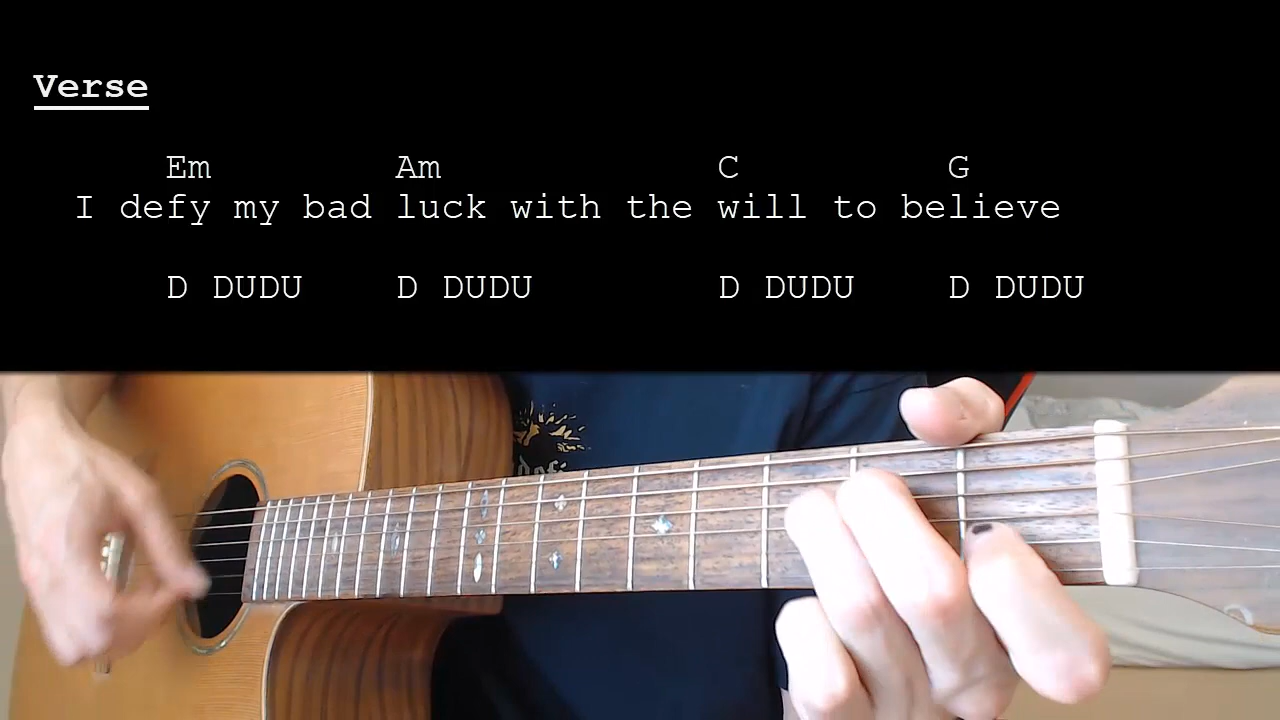 Verse
Em Am C G
I defy my bad luck with the will to believe
D DUDU D DUDU D DUDU D DUDU